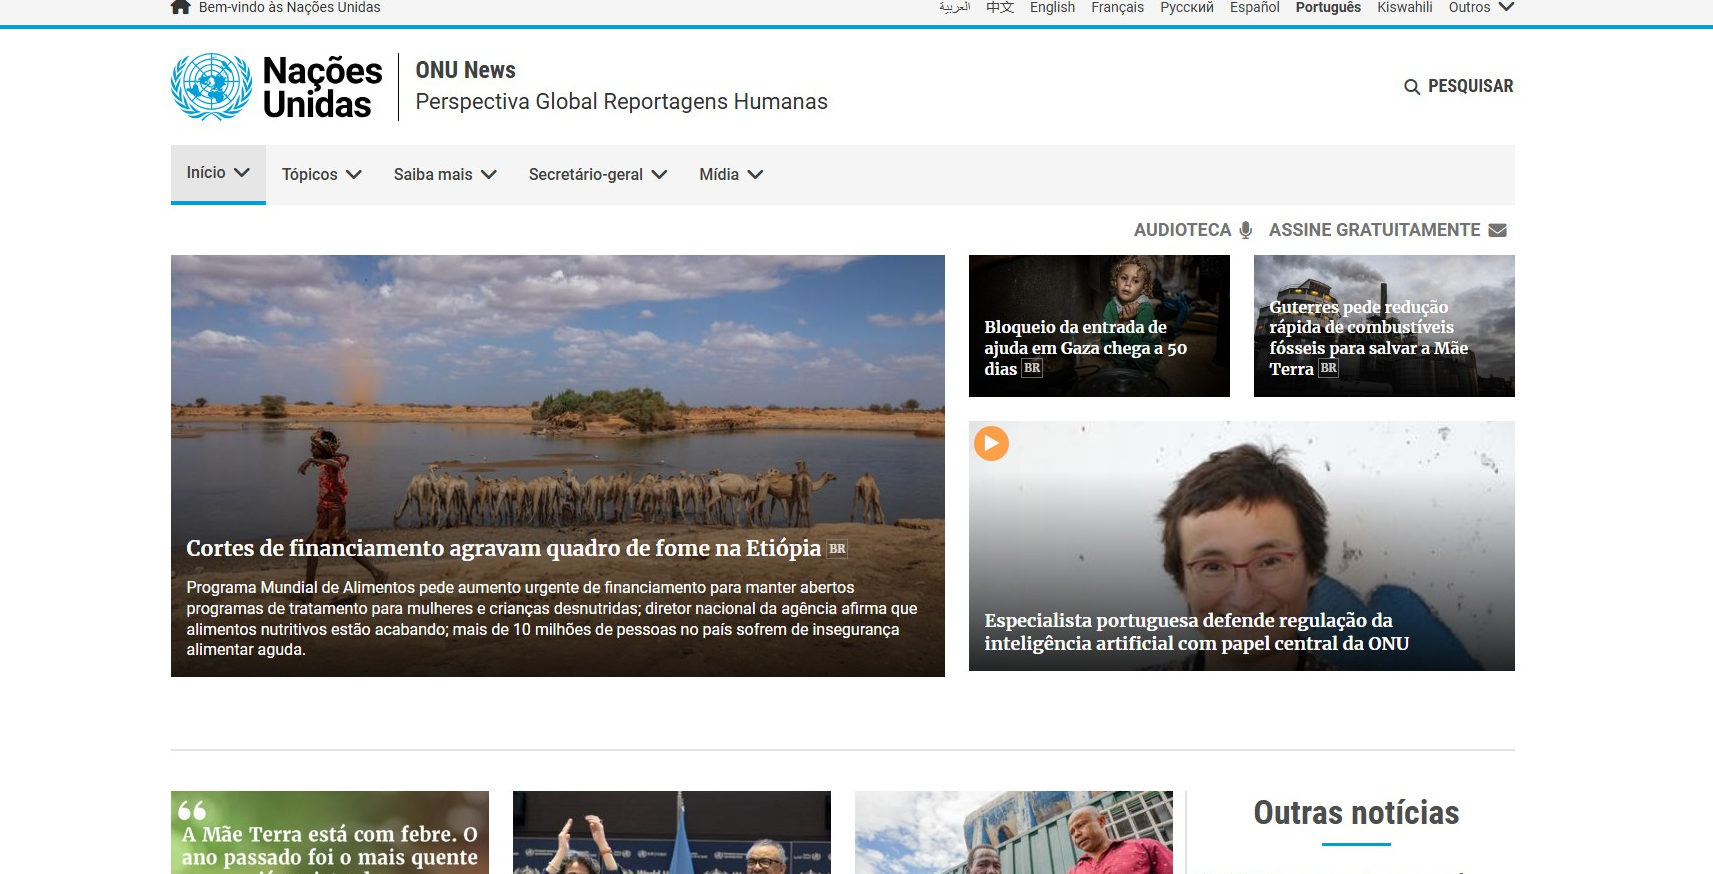 Bem-vindo às Nações Unidas
العربية 中文 English Français Русский Español Português Kiswahili Outros
Nações
Unidas
ONU News
Perspectiva Global Reportagens Humanas
PESQUISAR
Início Tópicos Saiba mais Secretário-geral Mídia
AUDIOTECA ASSINE GRATUITAMENTE
Cortes de financiamento agravam quadro de fome na Etiópia BR
Programa Mundial de Alimentos pede aumento urgente de financiamento para manter abertos
programas de tratamento para mulheres e crianças desnutridas; diretor nacional da agência afirma que
alimentos nutritivos estão acabando; mais de 10 milhões de pessoas no país sofrem de insegurança
alimentar aguda.
Bloqueio da entrada de
ajuda em Gaza chega a 50
dias BR
Guterres pede redução
rápida de combustíveis
fósseis para salvar a Mãe
Terra BR
Especialista portuguesa defende regulação da
inteligência artificial com papel central da ONU
A Mãe Terra está com febre. O
ano passado foi o mais quente
Outras notícias